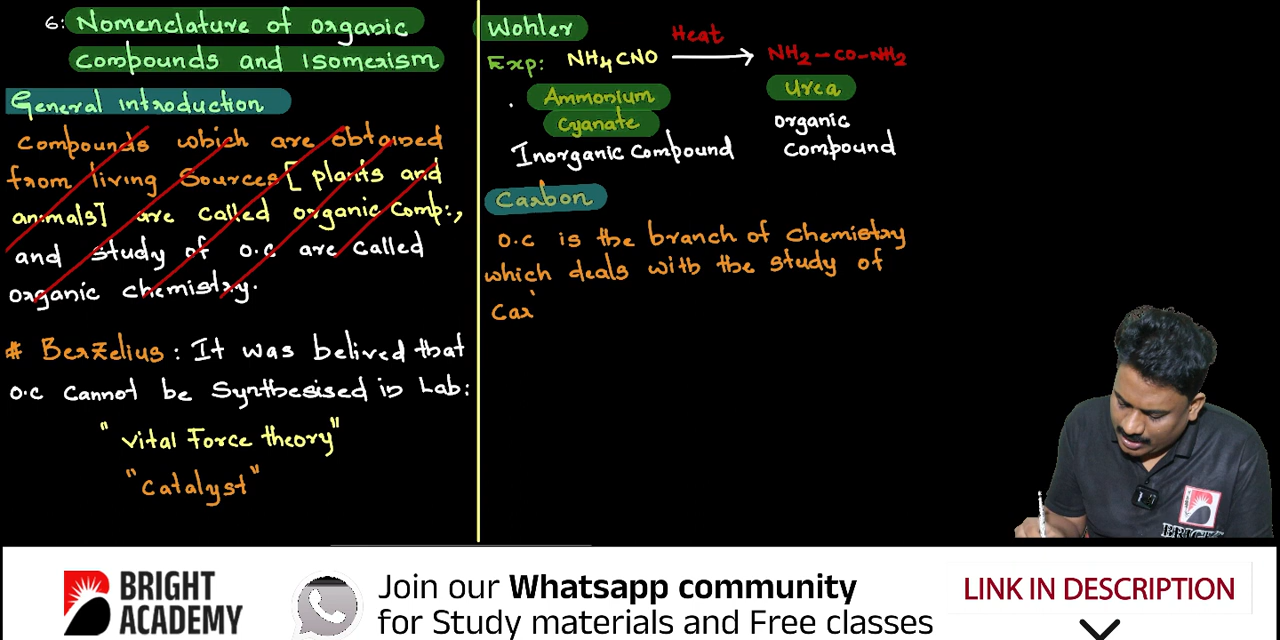 6: Nomenclature of organic
compounds and Isomerism
General introduction
compounds which are obtained
from living Sources [plants and
animals] are called organic Comp:,
and study of o.c are called
organic chemistry.
# Berzelius: It was belived that
o.c cannot be Synthesised in Lab:
"Vital Force theory"
"Catalyst"
Wohler
Exp: NH4CNO Heat NH2-CO-NH2
Ammonium
Cyanate
Inorganic Compound
Urea
organic
Compound
Carbon
O.C is the branch of chemistry
which deals with the study of
Car
BRIGHT
ACADEMY
Join our Whatsapp community
for Study materials and Free classes
LINK IN DESCRIPTION